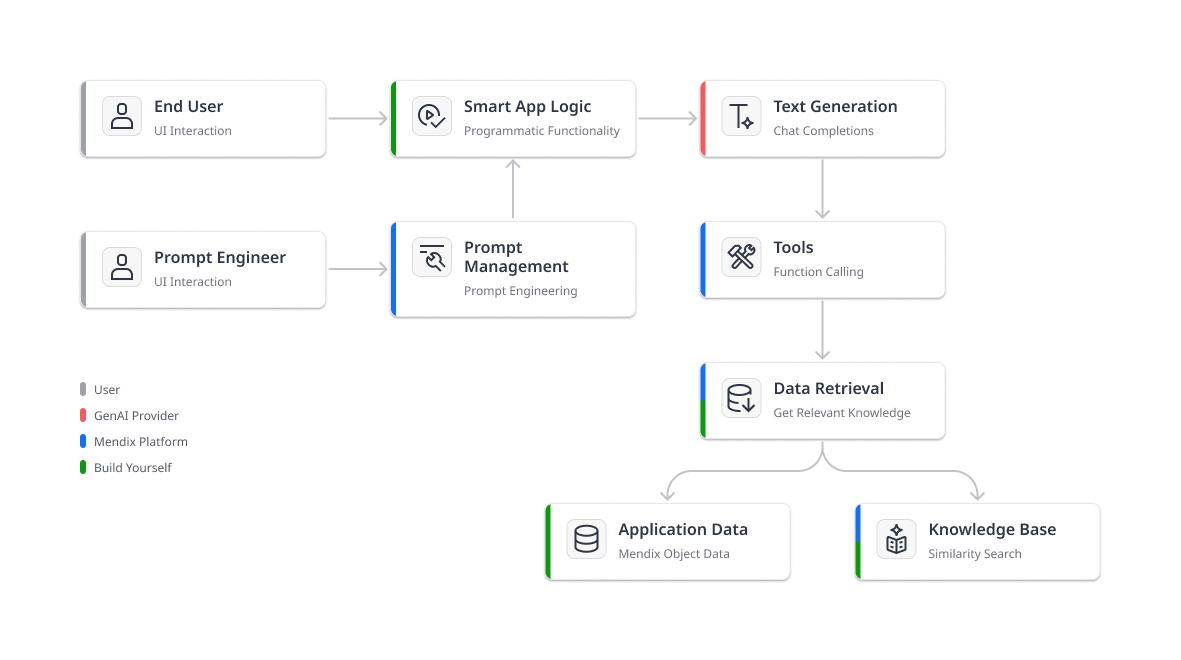 End User
UI Interaction
Smart App Logic
Programmatic Functionality
Text Generation
Chat Completions
Prompt Engineer
UI Interaction
Prompt
Management
Prompt Engineering
Tools
Function Calling
User
GenAI Provider
Mendix Platform
Build Yourself
Data Retrieval
Get Relevant Knowledge
Application Data
Mendix Object Data
Knowledge Base
Similarity Search